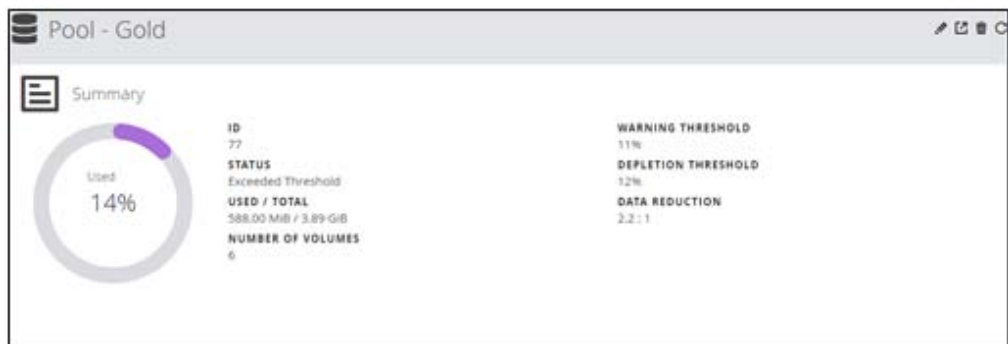 Pool - Gold
Summary
Used
14%
ID
77
STATUS
Exceeded Threshold
USED / TOTAL
588.00 MiB / 3.89 GiB
NUMBER OF VOLUMES
6
WARNING THRESHOLD
11%
DEPLETION THRESHOLD
12%
DATA REDUCTION
2.2 : 1